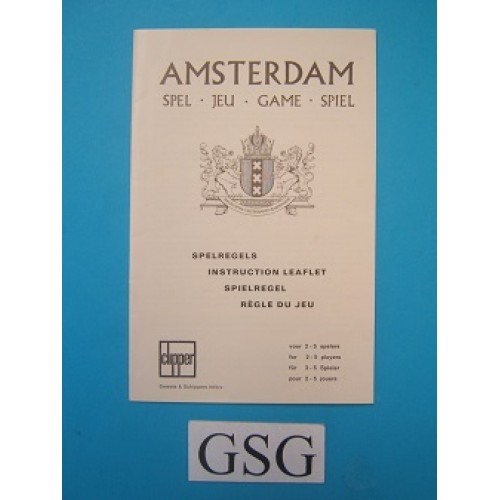 AMSTERDAM
SPEL · JEU · GAME · SPIEL
SPELREGELS
INSTRUCTION LEAFLET
SPIELREGEL
RÈGLE DU JEU
clipper
voor 2-5 spelers
for 2-5 players
für 2-5 Spieler
pour 2-5 jouers
GSG